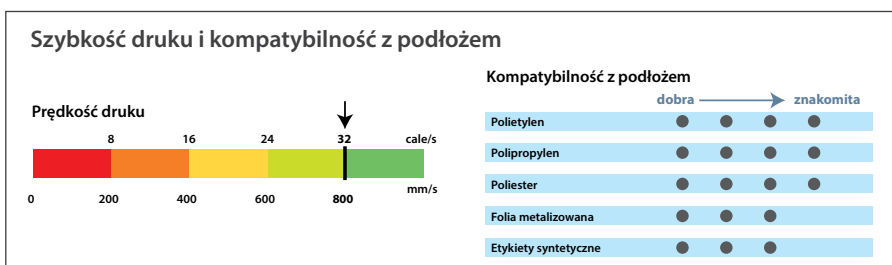 Szybkość druku i kompatybilność z podłożem
Prędkość druku
8 16 24 32 cale/s
0 200 400 600 800 mm/s
Kompatybilność z podłożem
dobra znakomita
Polietylen
Polipropylen
Poliester
Folia metalizowana
Etykiety syntetyczne